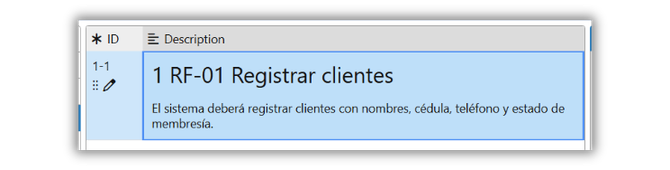 ID Description
1-1
1 RF-01 Registrar clientes
El sistema deberá registrar clientes con nombres, cédula, teléfono y estado de
membresía.